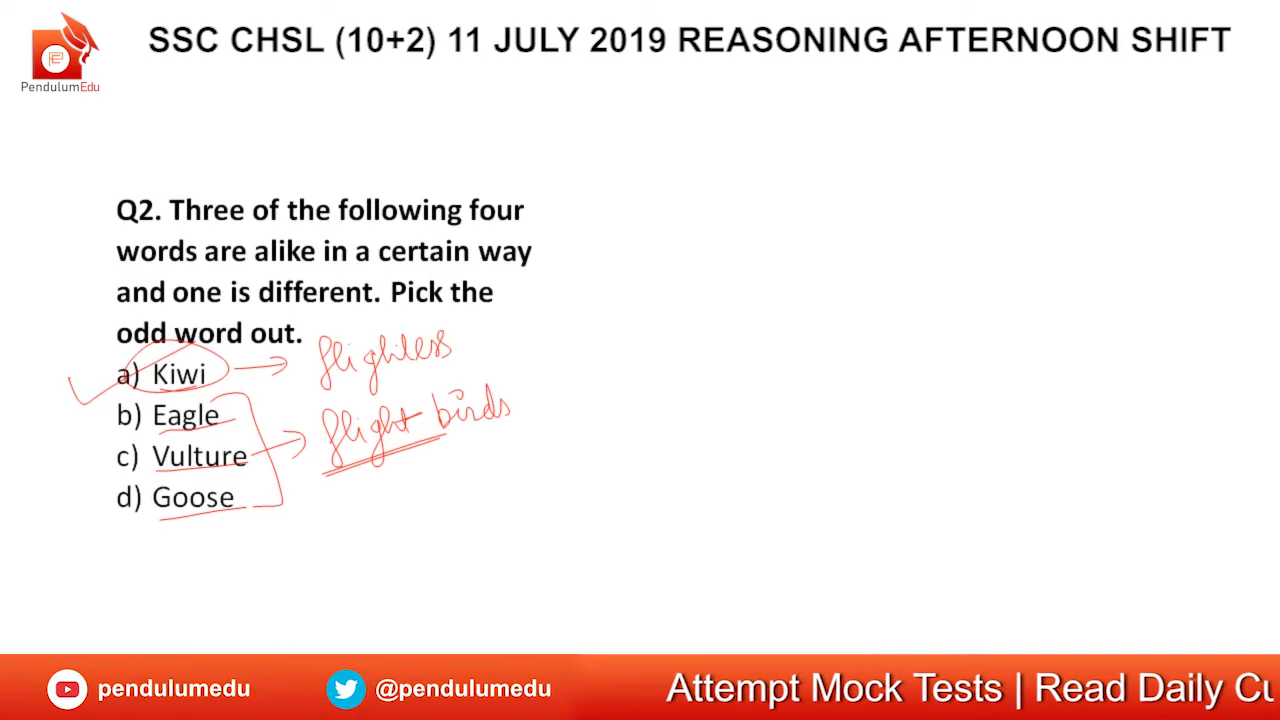 SSC CHSL (10+2) 11 JULY 2019 REASONING AFTERNOON SHIFT
PendulumEdu
Q2. Three of the following four
words are alike in a certain way
and one is different. Pick the
odd word out.
a) Kiwi
flightless
b) Eagle
flight birds
c) Vulture
d) Goose
pendulumedu
@pendulumedu
Attempt Mock Tests | Read Daily Cu